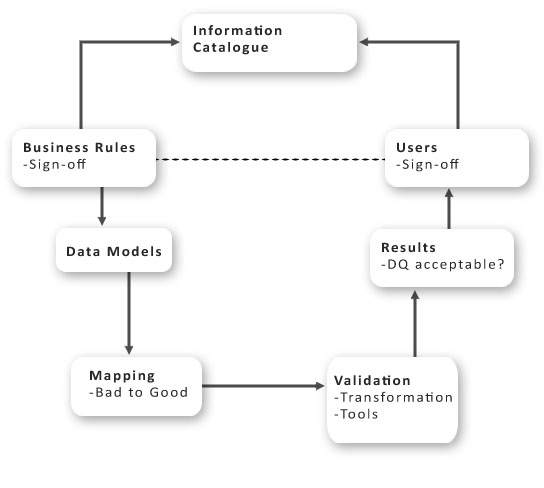 Information
Catalogue
Business Rules
-Sign-off
Users
-Sign-off
Data Models
Results
-DQ acceptable?
Mapping
-Bad to Good
Validation
-Transformation
-Tools